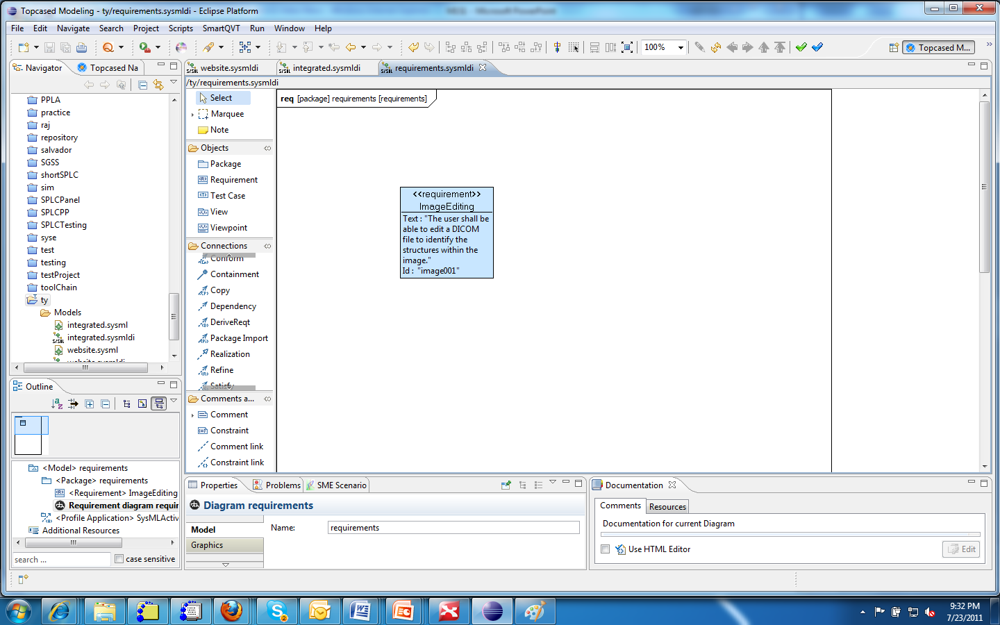 Topcased Modeling - ty/requirements.sysmldi - Eclipse Platform
File Edit Navigate Search Project Scripts SmartQVT Run Window Help
100%
Topcased M...
Navigator
Topcased Na
PPLA
practice
raj
repository
salvador
SGSS
shortSPLC
sim
SPLCPanel
SPLCPP
SPLCTesting
syse
test
testing
testProject
toolChain
ty
Models
integrated.sysml
integrated.sysmldi
website.sysml
website.sysmldi
Outline
<Model> requirements
<Package> requirements
<Requirement> ImageEditing
Requirement diagram requir
<Profile Application> SysMLActiv
Additional Resources
search ...
case sensitive
website.sysmldi
integrated.sysmldi
requirements.sysmldi
/ty/requirements.sysmldi
Select
Marquee
Note
Objects
Package
Requirement
Test Case
View
Viewpoint
Connections
Conform
Containment
Copy
Dependency
DeriveReqt
Package Import
Realization
Refine
Satisfy
Comments a...
Comment
Constraint
Comment link
Constraint link
req [package] requirements [requirements]
<<requirement>>
ImageEditing
Text : "The user shall be
able to edit a DICOM
file to identify the
structures within the
image."
Id : "image001"
Properties
Problems
SME Scenario
Diagram requirements
Model
Graphics
Name:
requirements
Documentation
Comments
Resources
Documentation for current Diagram
Use HTML Editor
Edit
9:32 PM
7/23/2011